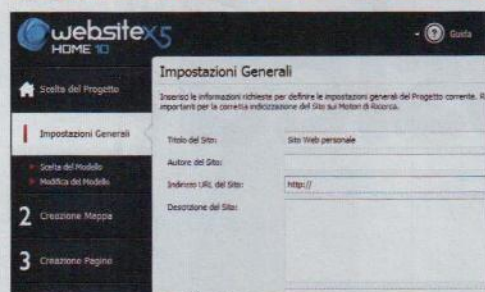 websitex5
HOME 10
Guida
Impostazioni Generali
Scelta del Progetto
Inserisci le informazioni richieste per definire le impostazioni generali del Progetto corrente. R
importanti per la corretta indicizzazione del Sito sui Motori di Ricerca.
Impostazioni Generali
Titolo del Sito:
Sito Web personale
Autore del Sito:
Scelta del Modello
Indirizzo URL del Sito:
http://
Modifica del Modello
Descrizione del Sito:
2 Creazione Mappa
3 Creazione Pagine